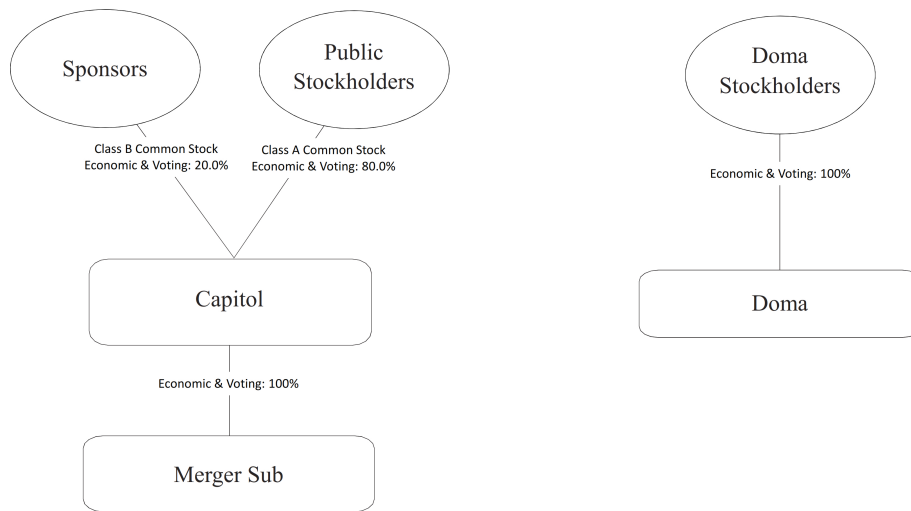 Sponsors
Public
Stockholders
Doma
Stockholders
Class B Common Stock
Economic & Voting: 20.0%
Class A Common Stock
Economic & Voting: 80.0%
Economic & Voting: 100%
Capitol
Doma
Economic & Voting: 100%
Merger Sub